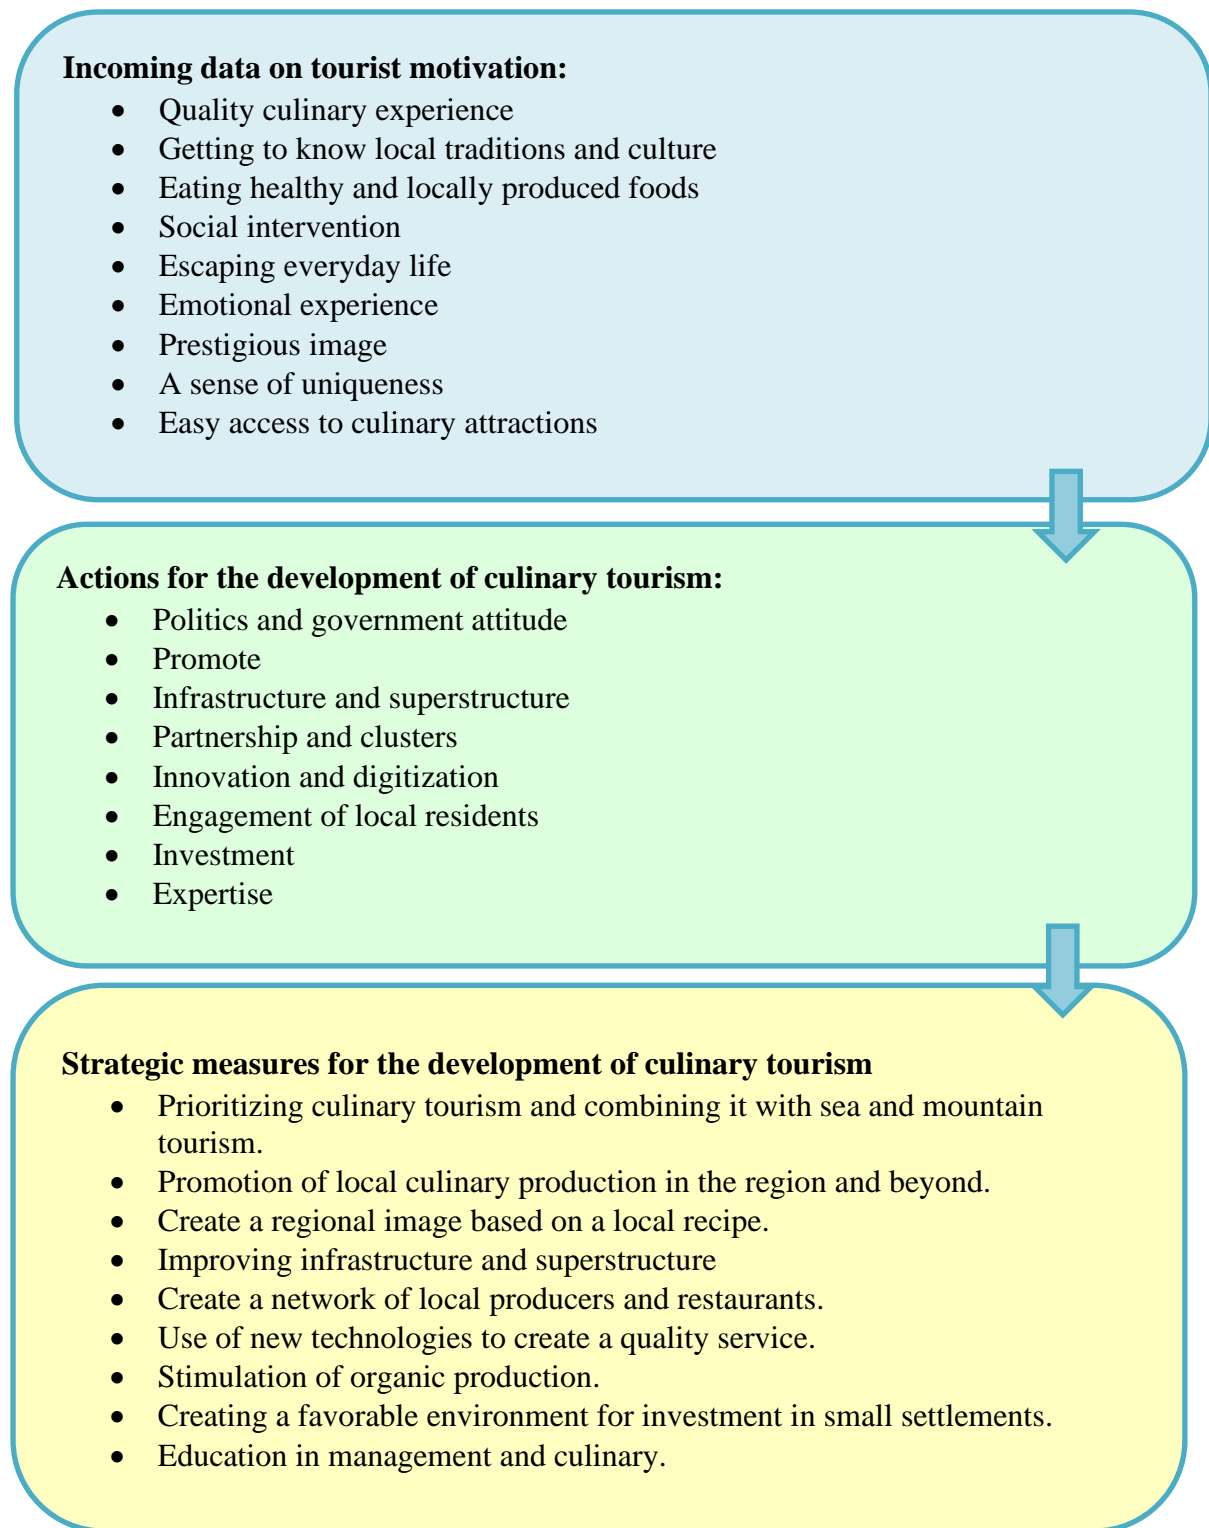 Incoming data on tourist motivation:
• Quality culinary experience
• Getting to know local traditions and culture
• Eating healthy and locally produced foods
• Social intervention
• Escaping everyday life
• Emotional experience
• Prestigious image
• A sense of uniqueness
• Easy access to culinary attractions
Actions for the development of culinary tourism:
• Politics and government attitude
• Promote
• Infrastructure and superstructure
• Partnership and clusters
• Innovation and digitization
• Engagement of local residents
• Investment
• Expertise
Strategic measures for the development of culinary tourism
• Prioritizing culinary tourism and combining it with sea and mountain
tourism.
• Promotion of local culinary production in the region and beyond.
• Create a regional image based on a local recipe.
• Improving infrastructure and superstructure
• Create a network of local producers and restaurants.
• Use of new technologies to create a quality service.
• Stimulation of organic production.
• Creating a favorable environment for investment in small settlements.
• Education in management and culinary.